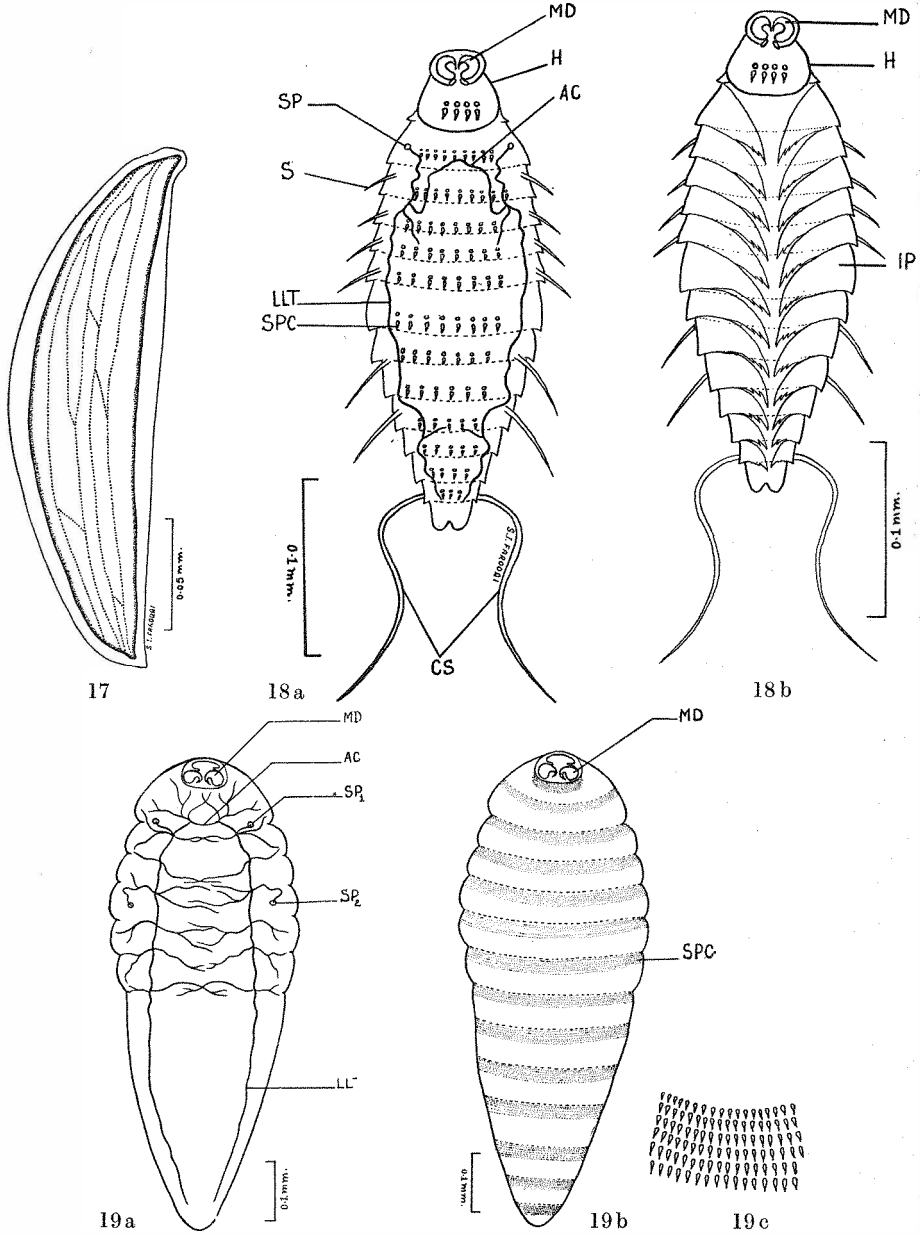 MD
H
AC
SP
S
LLT
SPC
0.1 mm.
S.I. FAROOQI
CS
MD
H
IP
0.1 mm.
0.05 mm.
S.I. FAROOQI
17
18a
18b
MD
AC
SP1
SP2
LL
0.1 mm.
MD
SPC
0.1 mm.
19a
19b
19c